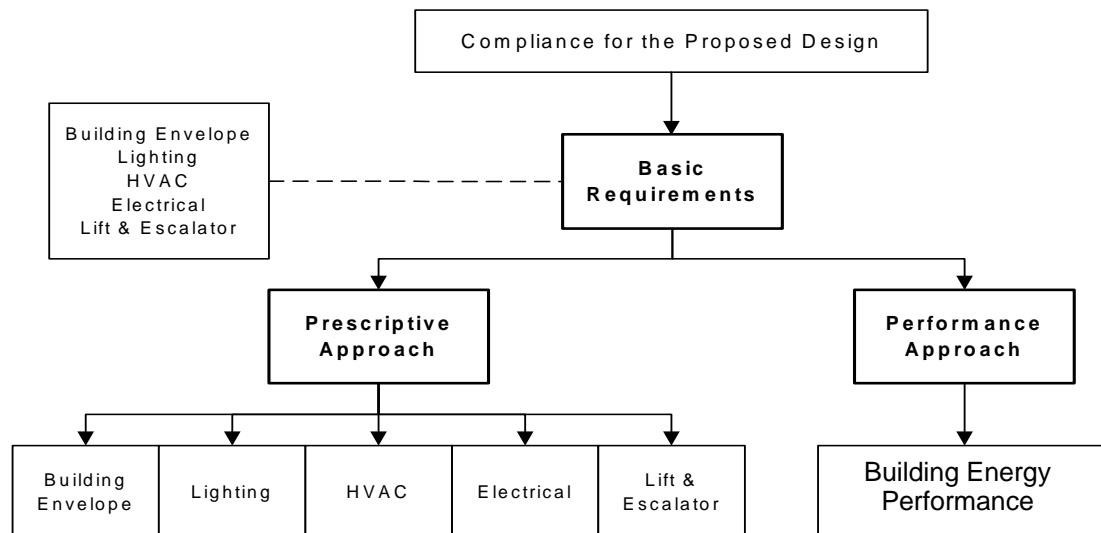 Compliance for the Proposed Design
Building Envelope
Lighting
HVAC
Electrical
Lift & Escalator
Basic
Requirements
Prescriptive
Approach
Performance
Approach
Building
Envelope
Lighting
HVAC
Electrical
Lift &
Escalator
Building Energy
Performance